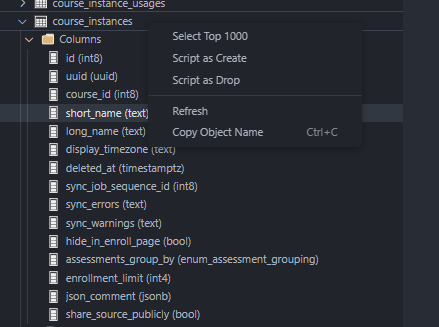 course_instance_usages
course_instances
Columns
id (int8)
uuid (uuid)
course_id (int8)
short_name (text)
long_name (text)
display_timezone (text)
deleted_at (timestamptz)
sync_job_sequence_id (int8)
sync_errors (text)
sync_warnings (text)
hide_in_enroll_page (bool)
assessments_group_by (enum_assessment_grouping)
enrollment_limit (int4)
json_comment (jsonb)
share_source_publicly (bool)
Select Top 1000
Script as Create
Script as Drop
Refresh
Copy Object Name Ctrl+C